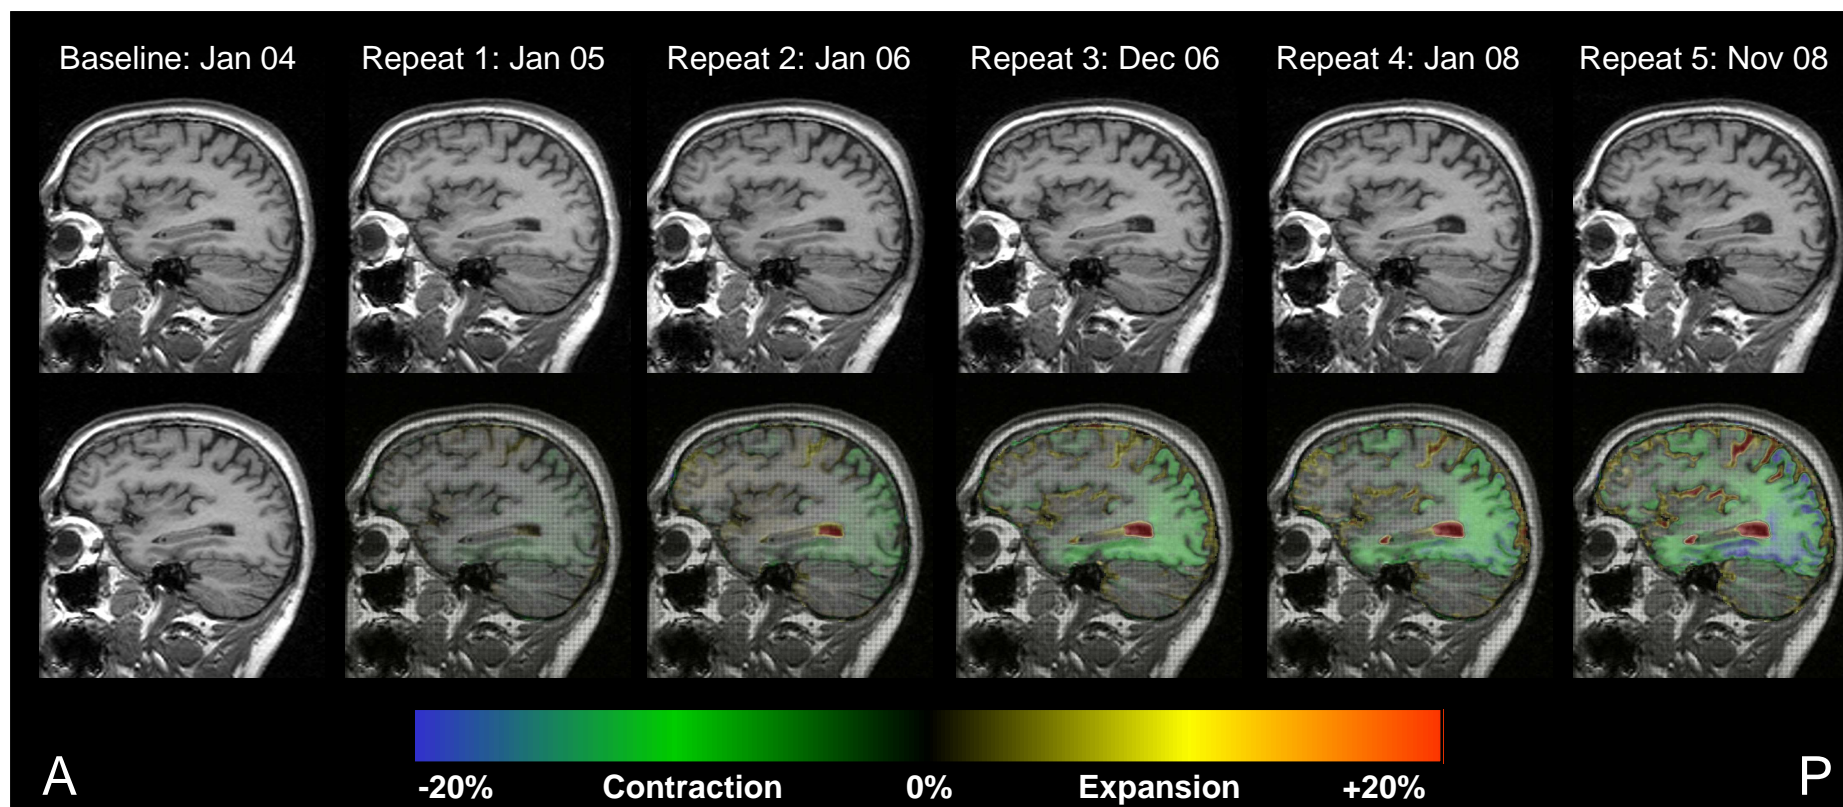 Baseline: Jan 04
Repeat 1: Jan 05
Repeat 2: Jan 06
Repeat 3: Dec 06
Repeat 4: Jan 08
Repeat 5: Nov 08
A
-20%
Contraction
0%
Expansion
+20%
P